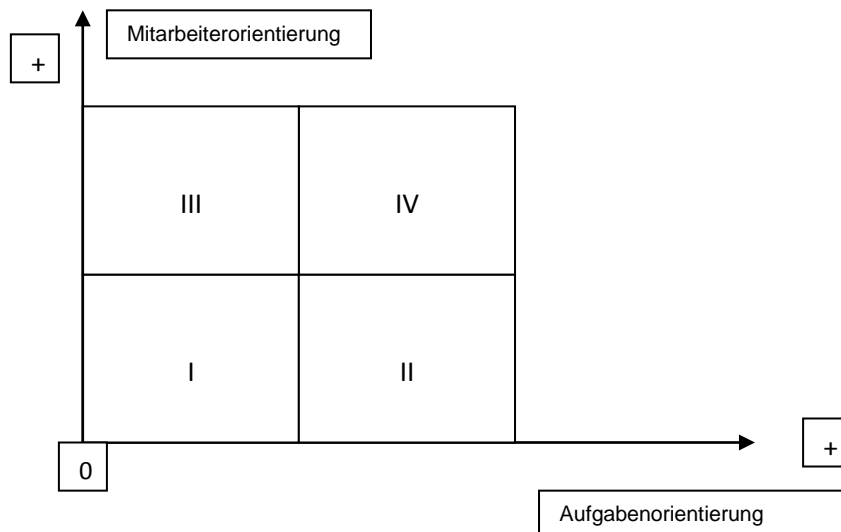 Mitarbeiterorientierung
+
III
IV
I
II
0
+
Aufgabenorientierung